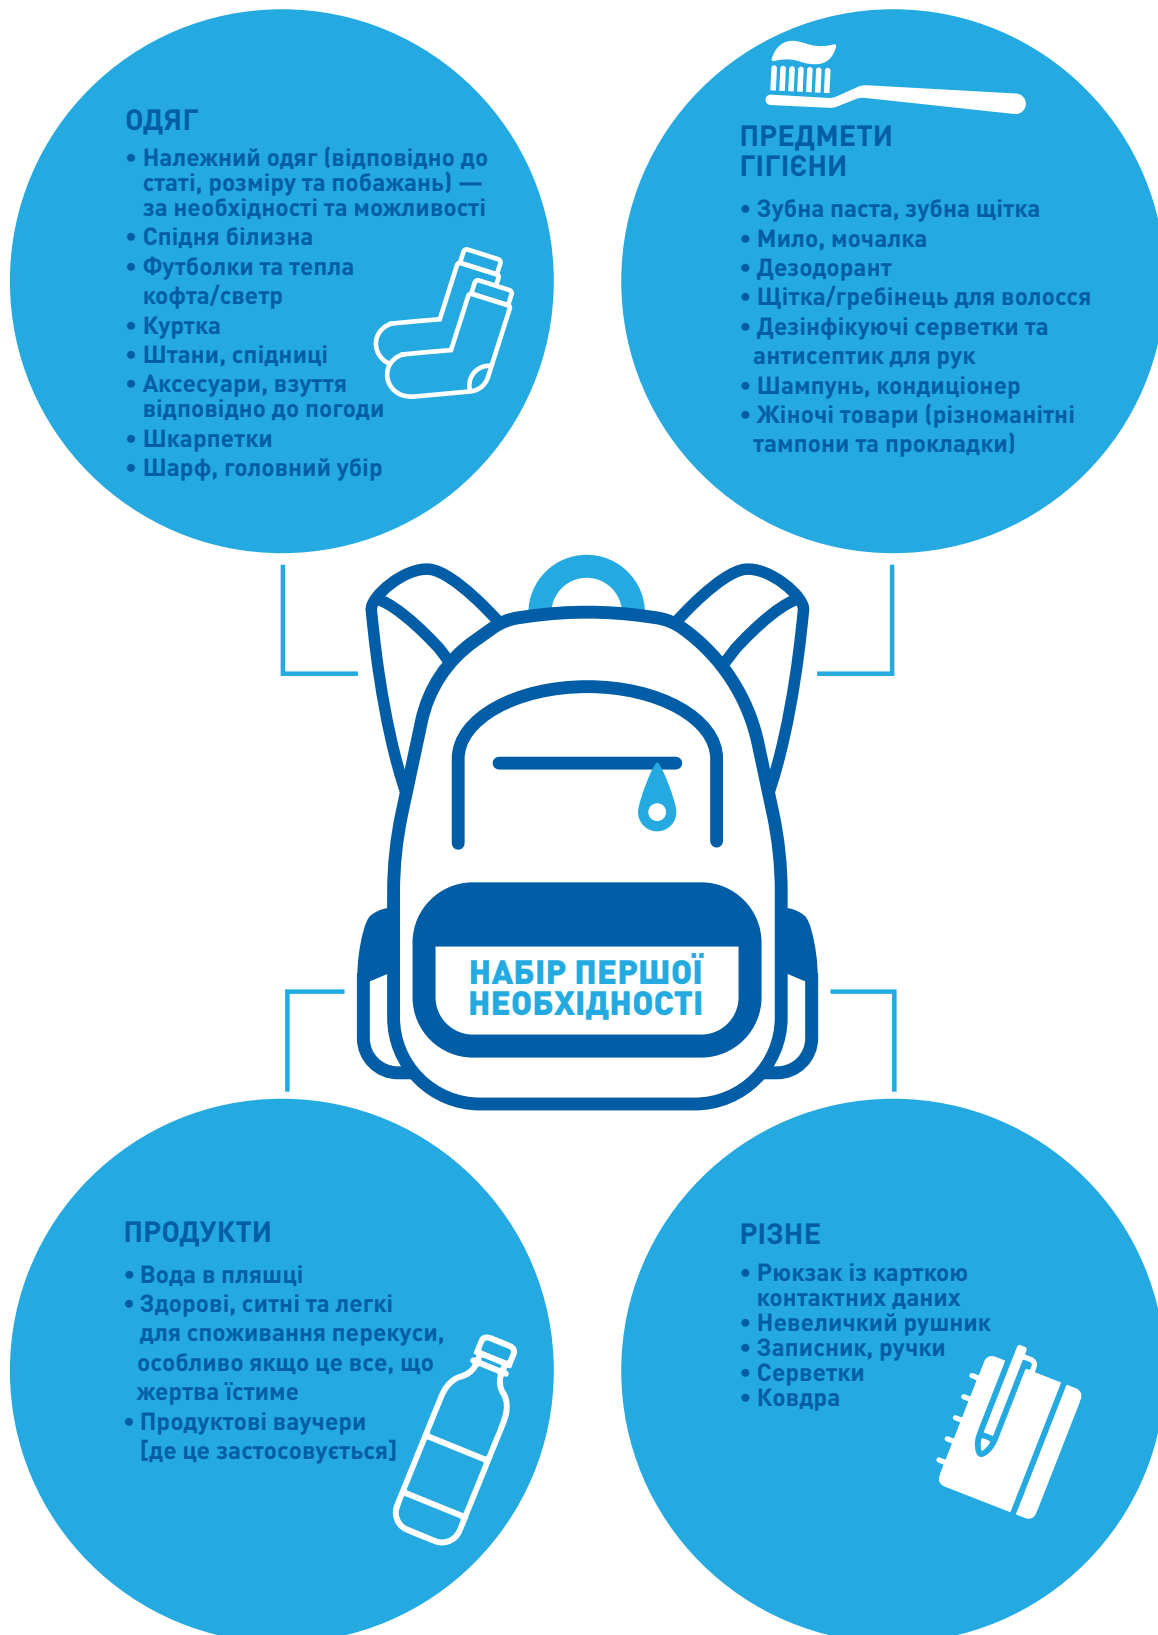 ОДЯГ
• Належний одяг (відповідно до
статі, розміру та побажань) —
за необхідності та можливості
• Спідня білизна
• Футболки та тепла
кофта/светр
• Куртка
• Штани, спідниці
• Аксесуари, взуття
відповідно до погоди
• Шкарпетки
• Шарф, головний убір
ПРЕДМЕТИ
ГІГІЄНИ
• Зубна паста, зубна щітка
• Мило, мочалка
• Дезодорант
• Щітка/гребінець для волосся
• Дезінфікуючі серветки та
антисептик для рук
• Шампунь, кондиціонер
• Жіночі товари (різноманітні
тампони та прокладки)
НАБІР ПЕРШОЇ
НЕОБХІДНОСТІ
ПРОДУКТИ
• Вода в пляшці
• Здорові, ситні та легкі
для споживання перекуси,
особливо якщо це все, що
жертва їстиме
• Продуктові ваучери
[де це застосовується]
РІЗНЕ
• Рюкзак із карткою
контактних даних
• Невеличкий рушник
• Записник, ручки
• Серветки
• Ковдра